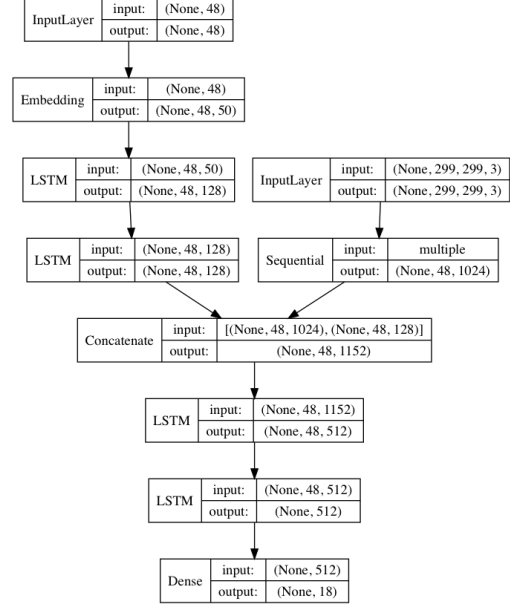 InputLayer input: (None, 48)
output: (None, 48)
Embedding input: (None, 48)
output: (None, 48, 50)
LSTM input: (None, 48, 50)
output: (None, 48, 128)
InputLayer input: (None, 299, 299, 3)
output: (None, 299, 299, 3)
LSTM input: (None, 48, 128)
output: (None, 48, 128)
Sequential input: multiple
output: (None, 48, 1024)
Concatenate input: [(None, 48, 1024), (None, 48, 128)]
output: (None, 48, 1152)
LSTM input: (None, 48, 1152)
output: (None, 48, 512)
LSTM input: (None, 48, 512)
output: (None, 512)
Dense input: (None, 512)
output: (None, 18)